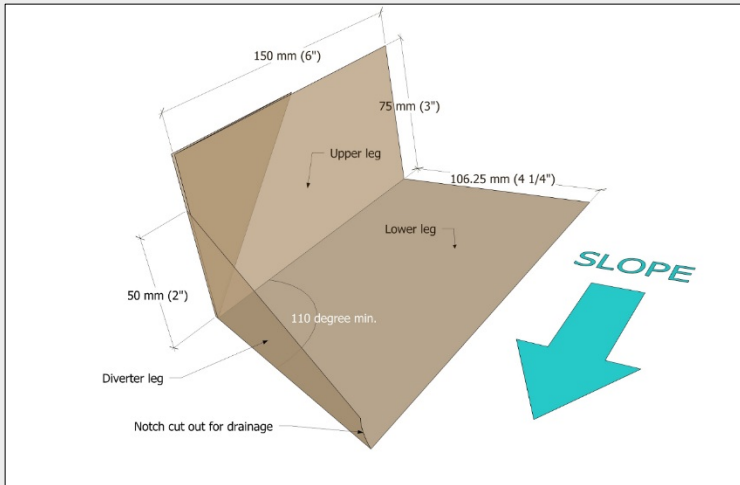 150 mm (6")
75 mm (3")
Upper leg
106.25 mm (4 1/4")
Lower leg
SLOPE
50 mm (2")
110 degree min.
Diverter leg
Notch cut out for drainage